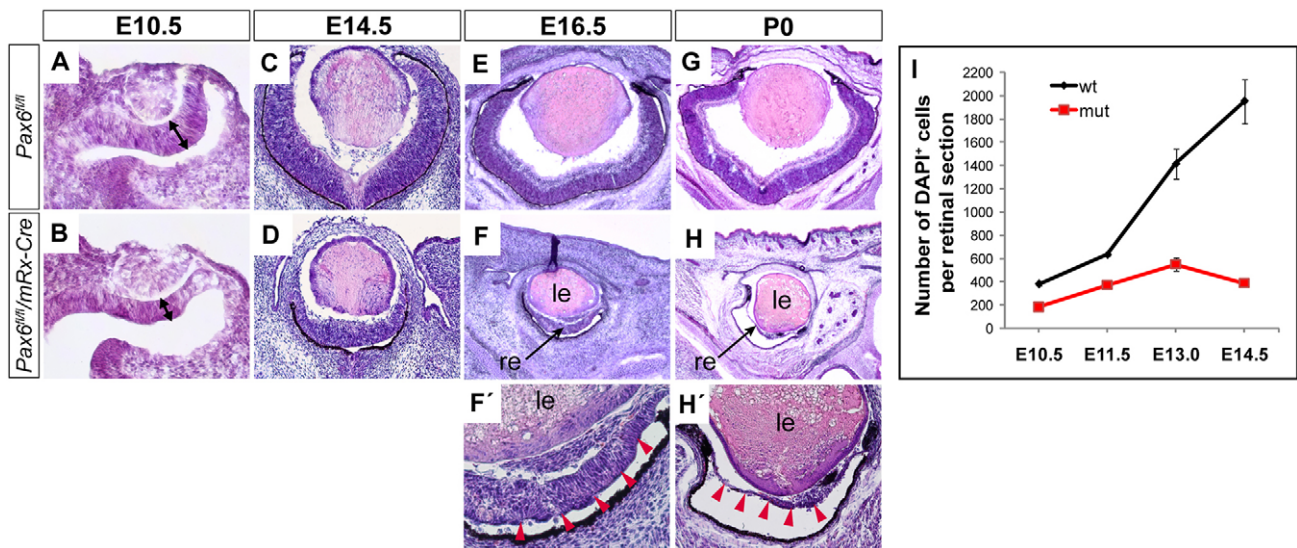 E10.5 E14.5 E16.5 P0
Pax6fl/fl
A C E G
Pax6fl/fl/mRx-Cre
B D F H
le le
re re
F´ H´
le le
I
wt
mut
Number of DAPI+ cells
per retinal section
2200
2000
1800
1600
1400
1200
1000
800
600
400
200
0
E10.5 E11.5 E13.0 E14.5